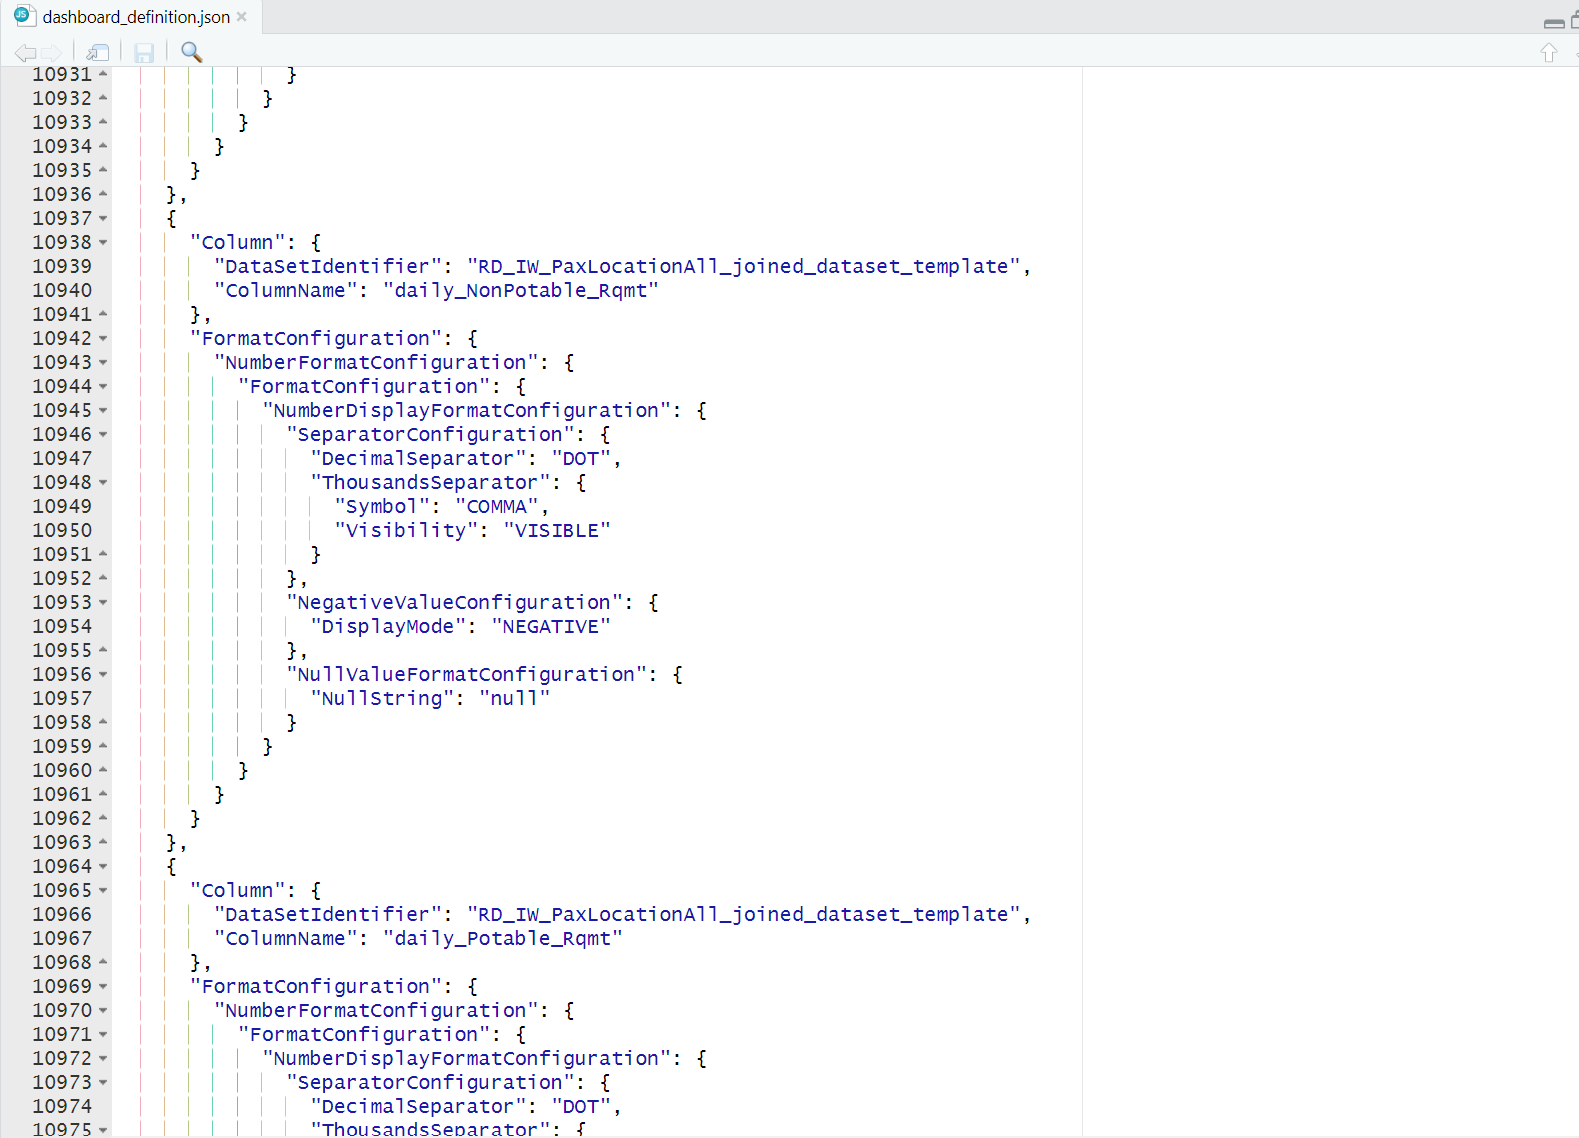 JS dashboard_definition.json ×
10931 }
10932 }
10933 }
10934 }
10935 }
10936 },
10937 {
10938 "Column": {
10939 "DataSetIdentifier": "RD_IW_PaxLocationAll_joined_dataset_template",
10940 "ColumnName": "daily_NonPotable_Rqmt"
10941 },
10942 "FormatConfiguration": {
10943 "NumberFormatConfiguration": {
10944 "FormatConfiguration": {
10945 "NumberDisplayFormatConfiguration": {
10946 "SeparatorConfiguration": {
10947 "DecimalSeparator": "DOT",
10948 "ThousandsSeparator": {
10949 "Symbol": "COMMA",
10950 "Visibility": "VISIBLE"
10951 }
10952 },
10953 "NegativeValueConfiguration": {
10954 "DisplayMode": "NEGATIVE"
10955 },
10956 "NullValueFormatConfiguration": {
10957 "NullString": "null"
10958 }
10959 }
10960 }
10961 }
10962 }
10963 },
10964 {
10965 "Column": {
10966 "DataSetIdentifier": "RD_IW_PaxLocationAll_joined_dataset_template",
10967 "ColumnName": "daily_Potable_Rqmt"
10968 },
10969 "FormatConfiguration": {
10970 "NumberFormatConfiguration": {
10971 "FormatConfiguration": {
10972 "NumberDisplayFormatConfiguration": {
10973 "SeparatorConfiguration": {
10974 "DecimalSeparator": "DOT",
10975 "ThousandsSeparator": {